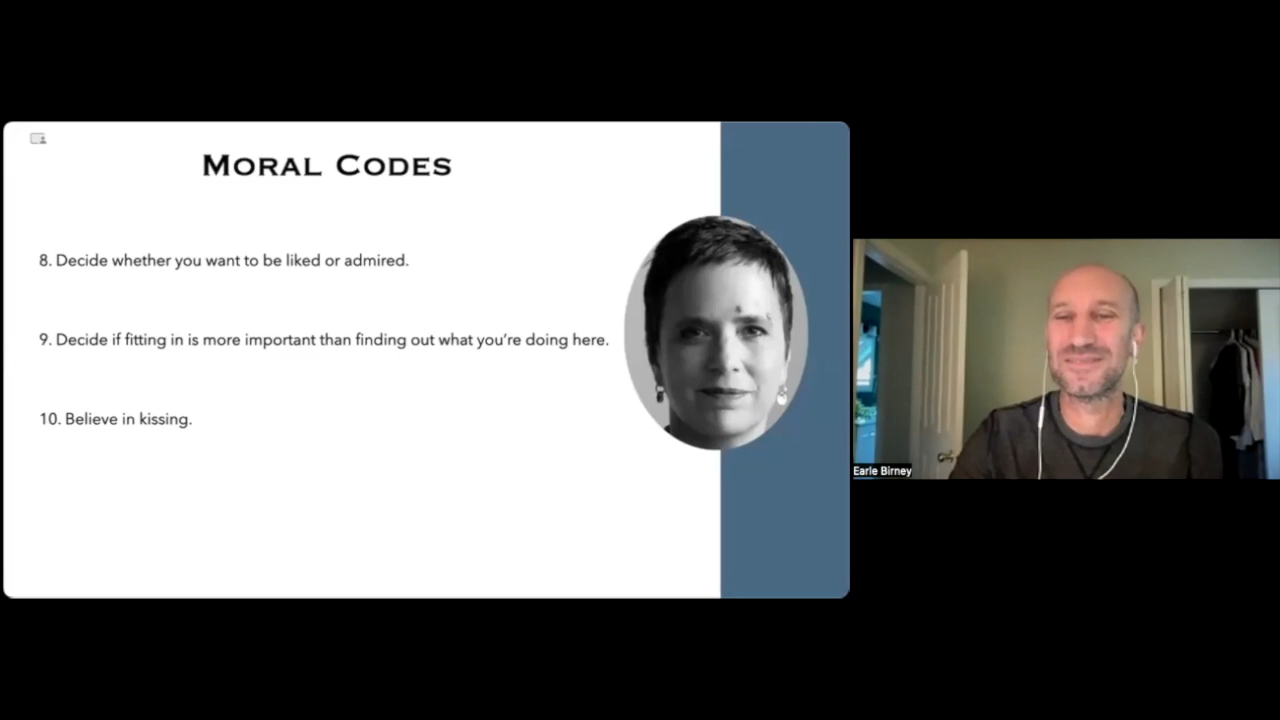 Moral Codes
8. Decide whether you want to be liked or admired.
9. Decide if fitting in is more important than finding out what you’re doing here.
10. Believe in kissing.
Earle Birney